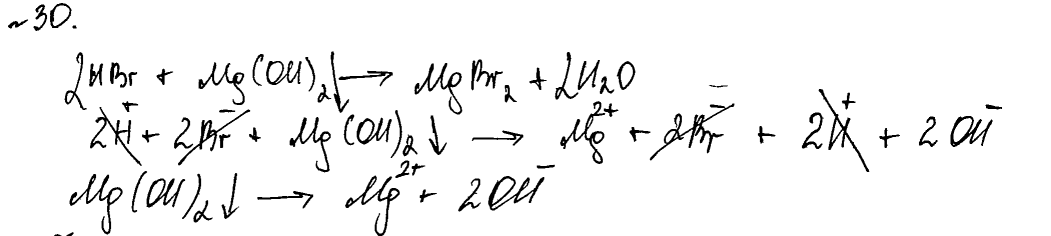 ~30.
2HBr + Mg(OH)₂↓ → MgBr₂ + 2H₂O
2H⁺ + 2Br⁻ + Mg(OH)₂↓ → Mg²⁺ + 2Br⁻ + 2H⁺ + 2OH⁻
Mg(OH)₂↓ → Mg²⁺ + 2OH⁻